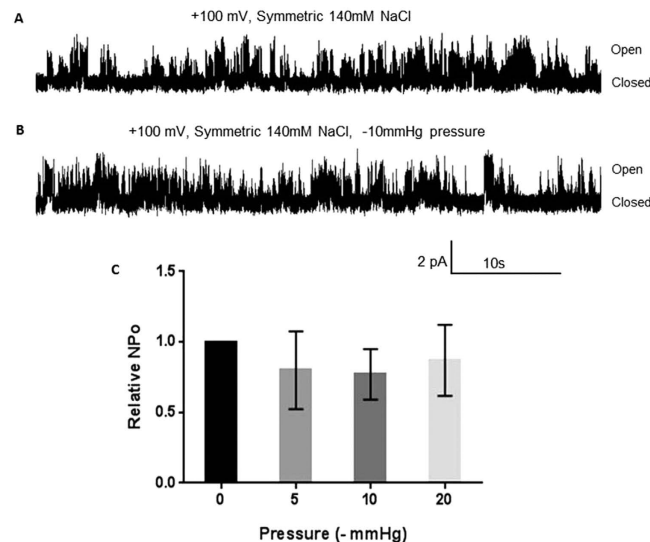 A
+100 mV, Symmetric 140mM NaCl
Open
Closed
B
+100 mV, Symmetric 140mM NaCl, -10mmHg pressure
Open
Closed
2 pA
10s
C
Relative NPo
1.5
1.0
0.5
0.0
0 5 10 20
Pressure (- mmHg)